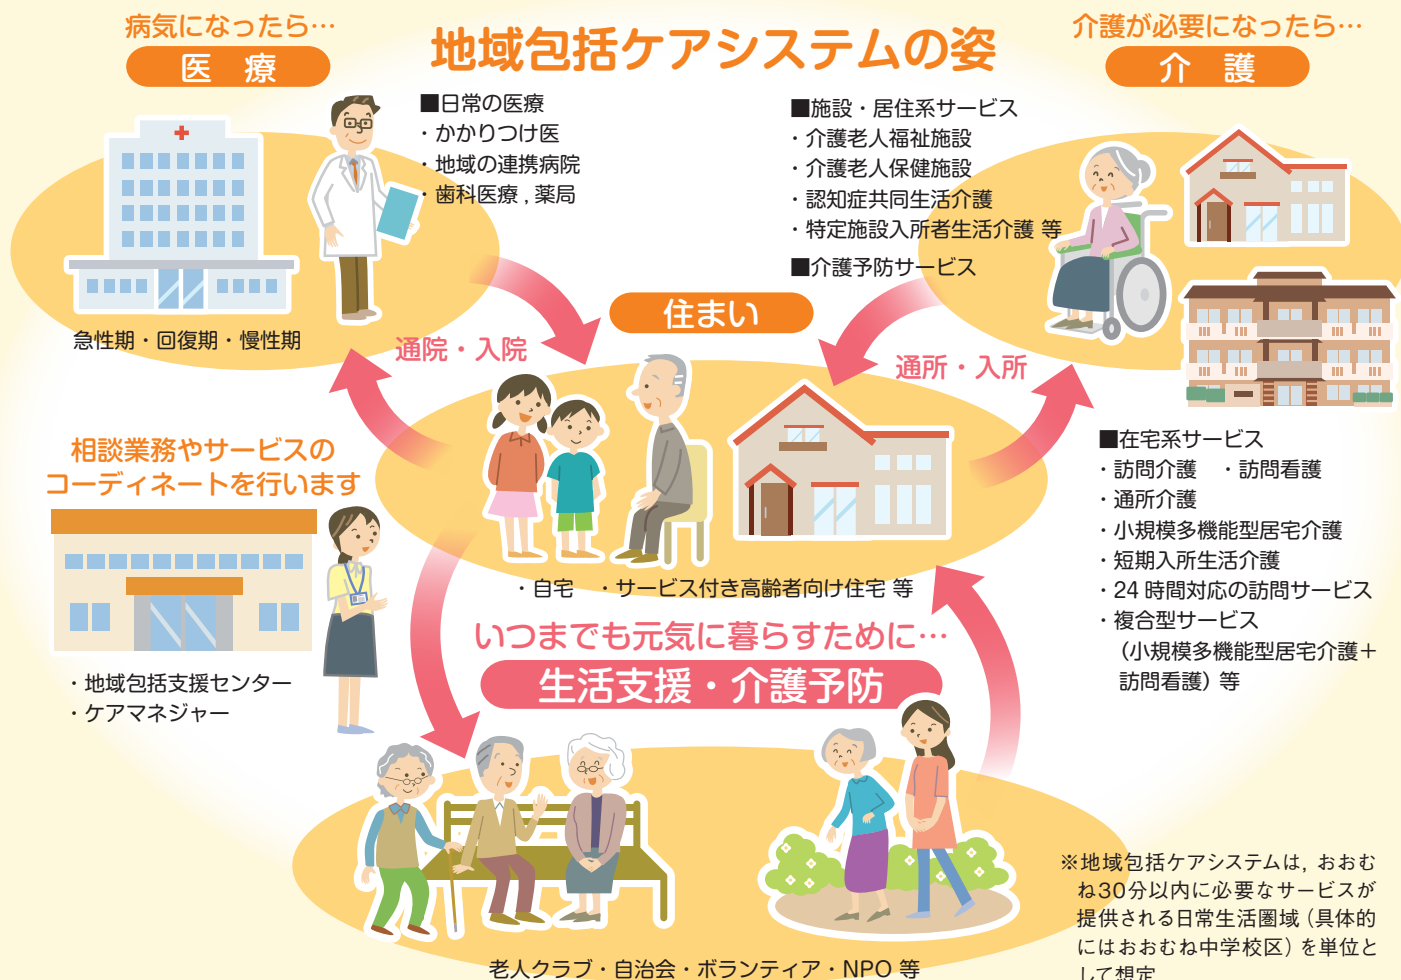 病気になったら…
医　療
地域包括ケアシステムの姿
介護が必要になったら…
介　護
■日常の医療
・かかりつけ医
・地域の連携病院
・歯科医療 , 薬局
■施設・居住系サービス
・介護老人福祉施設
・介護老人保健施設
・認知症共同生活介護
・特定施設入所者生活介護 等
■介護予防サービス
急性期・回復期・慢性期
通院・入院
住まい
通所・入所
相談業務やサービスの
コーディネートを行います
・地域包括支援センター
・ケアマネジャー
・自宅　・サービス付き高齢者向け住宅 等
■在宅系サービス
・訪問介護　・訪問看護
・通所介護
・小規模多機能型居宅介護
・短期入所生活介護
・24 時間対応の訪問サービス
・複合型サービス
（小規模多機能型居宅介護＋
訪問看護）等
いつまでも元気に暮らすために…
生活支援・介護予防
老人クラブ・自治会・ボランティア・NPO 等
※地域包括ケアシステムは, おおむ
ね30分以内に必要なサービスが
提供される日常生活圏域（具体的
にはおおむね中学校区）を単位と
して想定